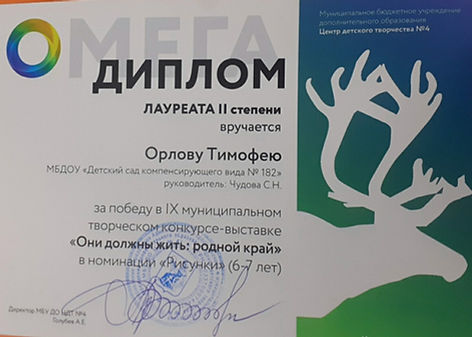 ОМЕГА
ДИПЛОМ
ЛАУРЕАТА II степени
вручается
Орлову Тимофею
МБДОУ «Детский сад компенсирующего вида № 182»
руководитель: Чудова С.Н.
за победу в IX муниципальном
творческом конкурсе-выставке
«Они должны жить: родной край»
в номинации «Рисунки» (6-7 лет)
Директор МБУ ДО ЦДТ №4
Голубев А.Е.
Муниципальное бюджетное учреждение
дополнительного образования
Центр детского творчества №4